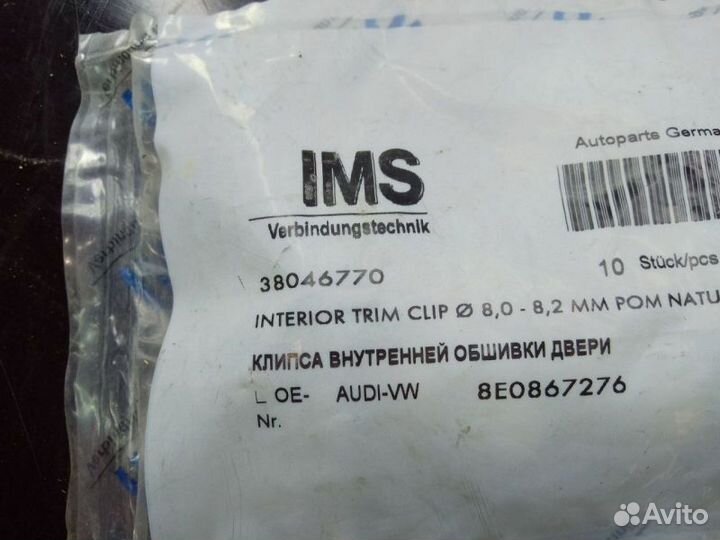 IMS
Verbindungstechnik
Autoparts Germa
38046770
10 Stück/pcs
INTERIOR TRIM CLIP Ø 8,0 - 8,2 MM POM NATU
КЛИПСА ВНУТРЕННЕЙ ОБШИВКИ ДВЕРИ
L OE- AUDI-VW 8E0867276
Nr.
Avito